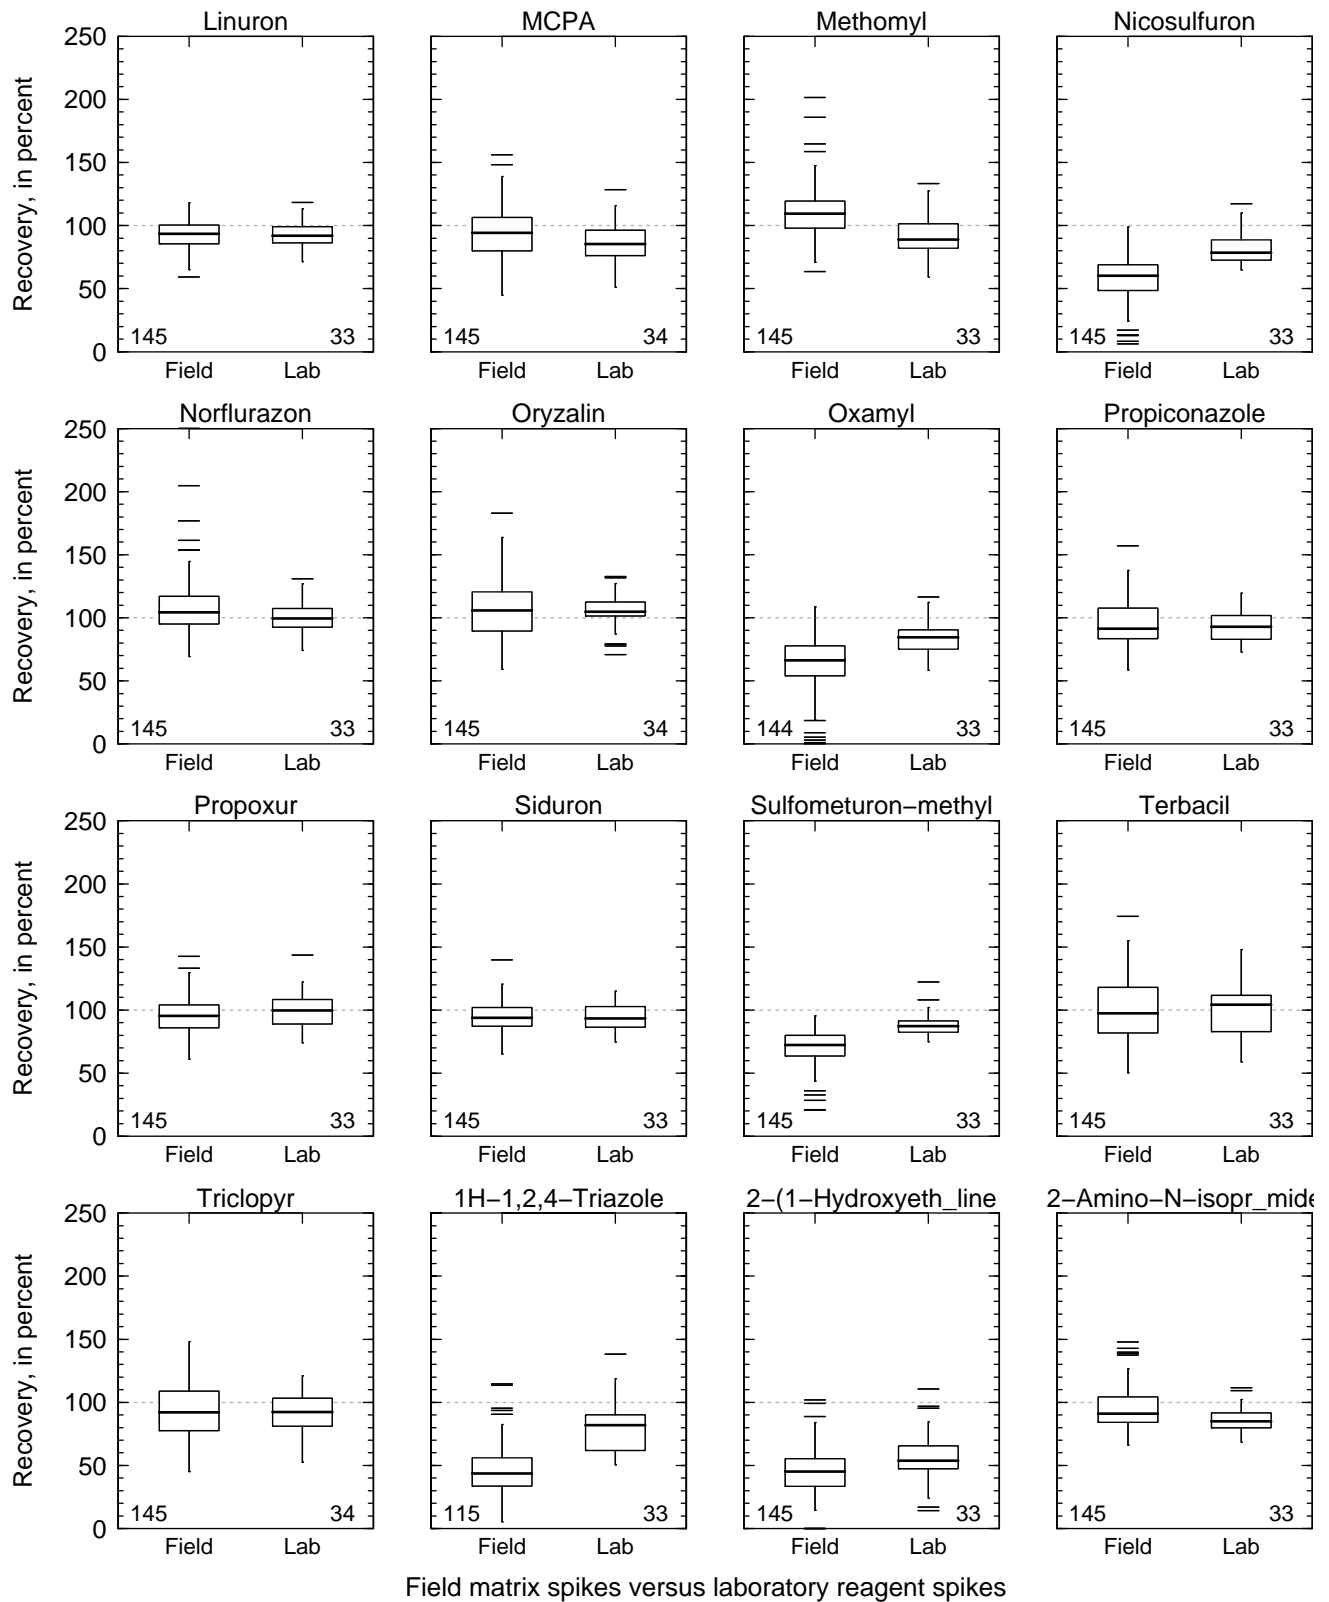 Linuron MCPA Methomyl Nicosulfuron
Recovery, in percent
250
200
150
100
50
0
145 33 145 34 145 33 145 33
Field Lab Field Lab Field Lab Field Lab
Norflurazon Oryzalin Oxamyl Propiconazole
Recovery, in percent
250
200
150
100
50
0
145 33 145 34 144 33 145 33
Field Lab Field Lab Field Lab Field Lab
Propoxur Siduron Sulfometuron−methyl Terbacil
Recovery, in percent
250
200
150
100
50
0
145 33 145 33 145 33 145 33
Field Lab Field Lab Field Lab Field Lab
Triclopyr 1H−1,2,4−Triazole 2−(1−Hydroxyeth_line 2−Amino−N−isopr_mide
Recovery, in percent
250
200
150
100
50
0
145 34 115 33 145 33 145 33
Field Lab Field Lab Field Lab Field Lab
Field matrix spikes versus laboratory reagent spikes